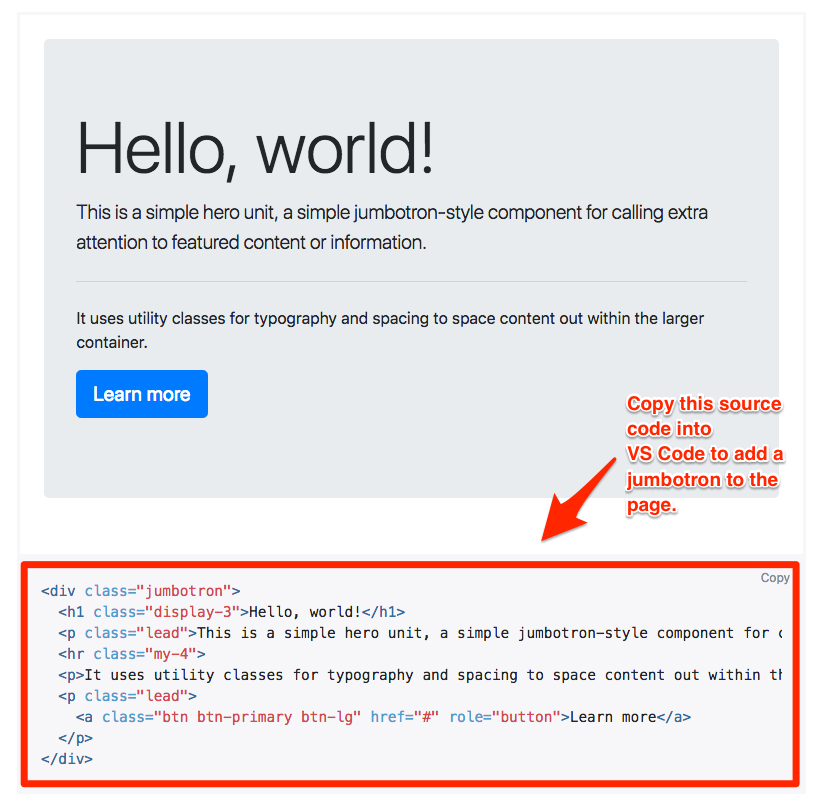 Hello, world!
This is a simple hero unit, a simple jumbotron-style component for calling extra
attention to featured content or information.
It uses utility classes for typography and spacing to space content out within the larger
container.
Learn more
Copy this source
code into
VS Code to add a
jumbotron to the
page.
Copy
<div class="jumbotron">
  <h1 class="display-3">Hello, world!</h1>
  <p class="lead">This is a simple hero unit, a simple jumbotron-style component for
  <hr class="my-4">
  <p>It uses utility classes for typography and spacing to space content out within
  <p class="lead">
    <a class="btn btn-primary btn-lg" href="#" role="button">Learn more</a>
  </p>
</div>